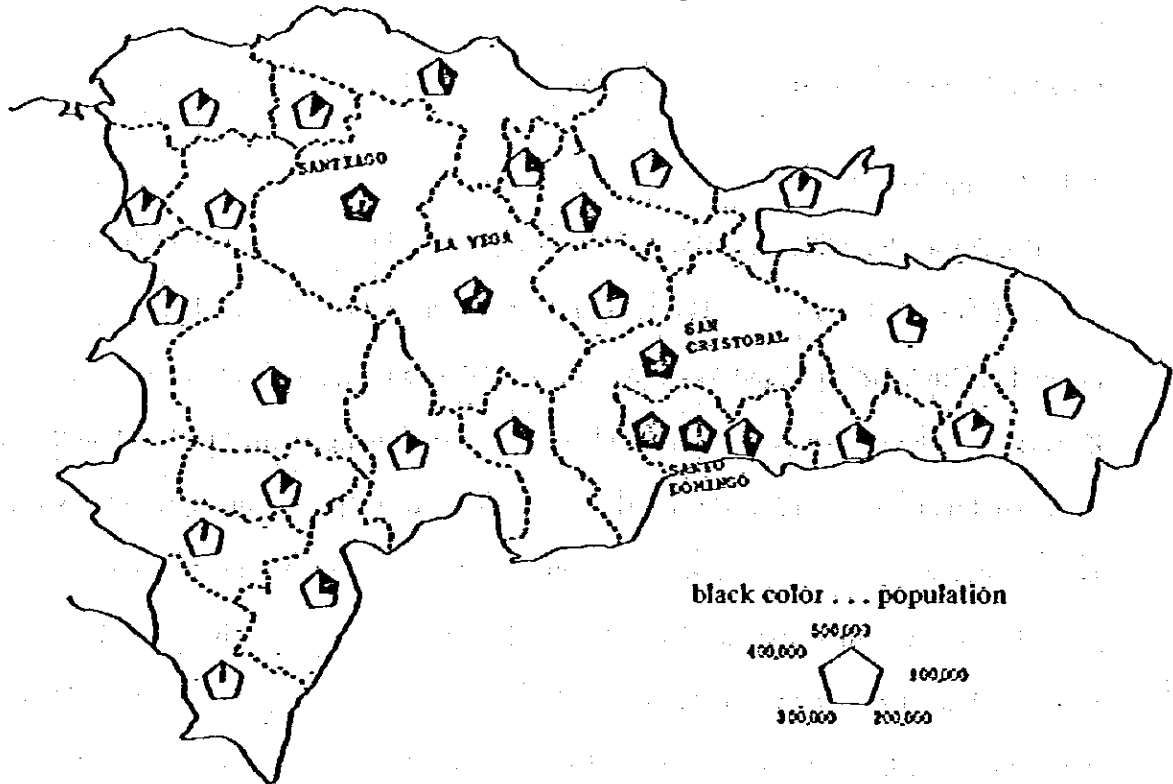 SANTIAGO
LA VEGA
SAN
CRISTOBAL
SANTO
DOMINGO
black color ... population
500,000
400,000
100,000
300,000
200,000